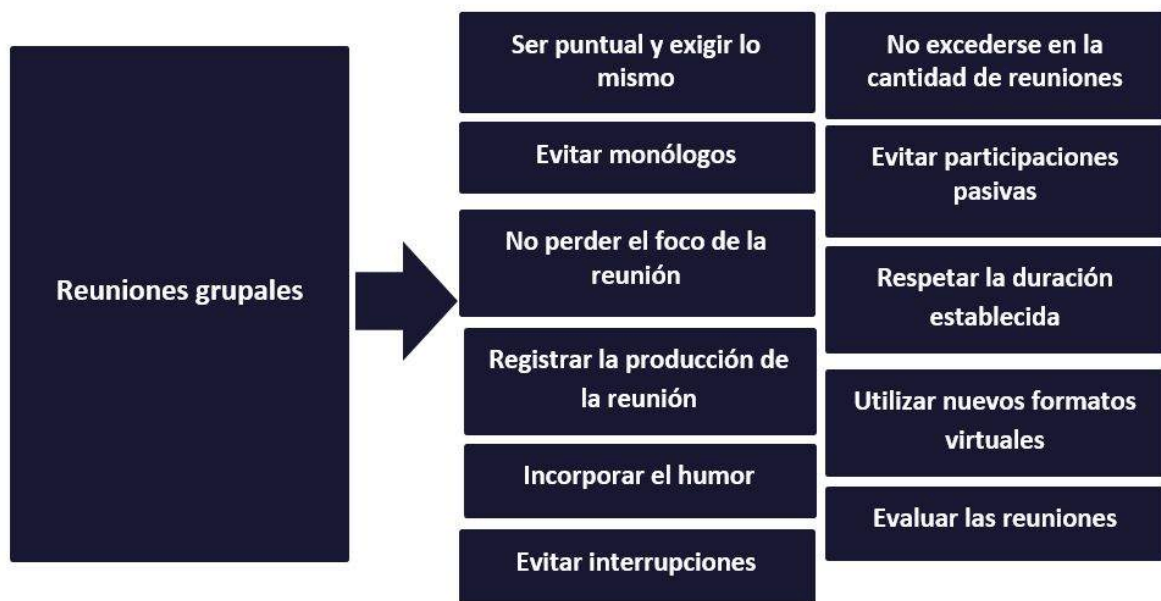 Reuniones grupales
Ser puntual y exigir lo
mismo
Evitar monólogos
No perder el foco de la
reunión
Registrar la producción de
la reunión
Incorporar el humor
Evitar interrupciones
No excederse en la
cantidad de reuniones
Evitar participaciones
pasivas
Respetar la duración
establecida
Utilizar nuevos formatos
virtuales
Evaluar las reuniones